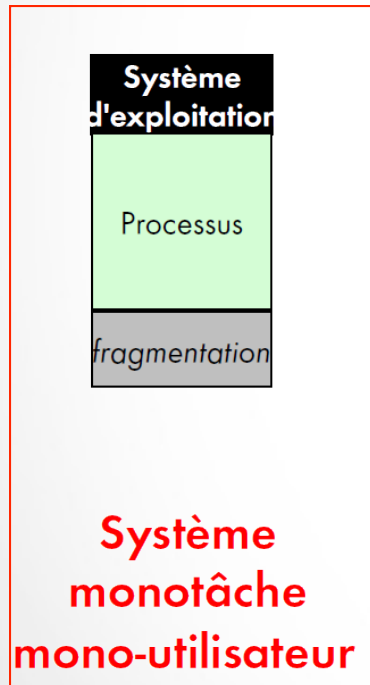 Système
d'exploitation
Processus
fragmentation
Système
monotâche
mono-utilisateur